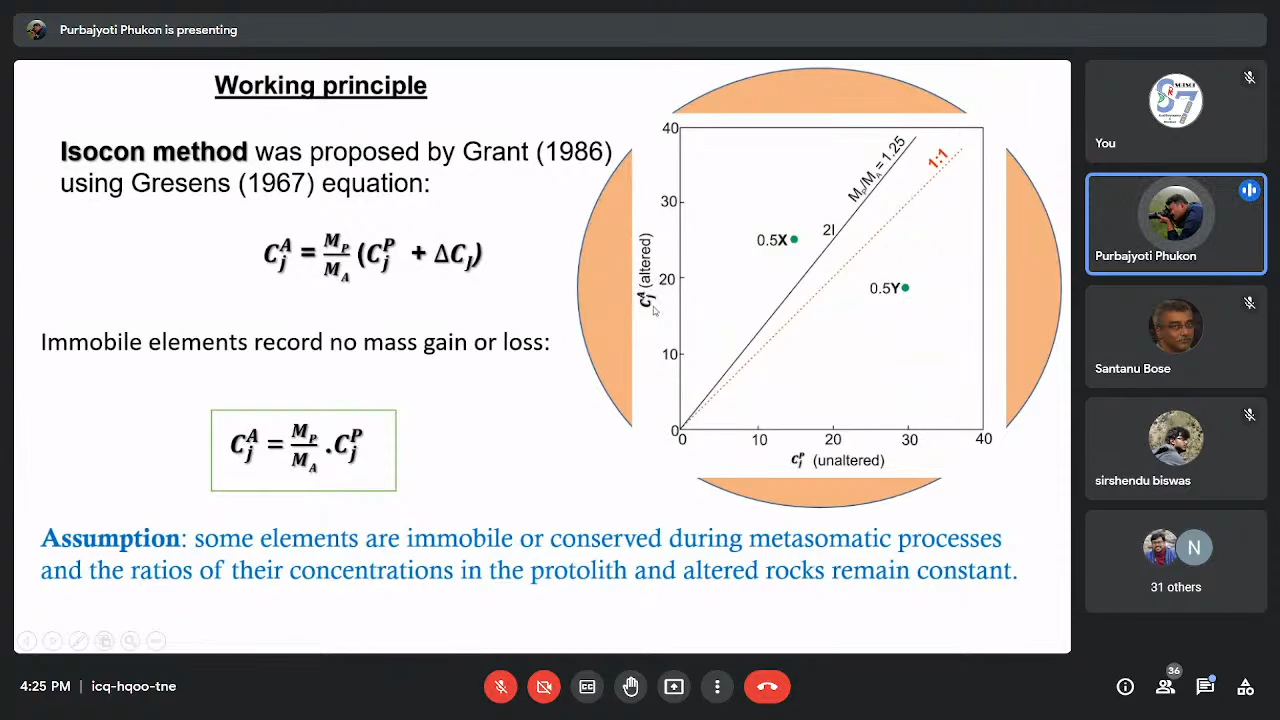 Purbajyoti Phukon is presenting
Working principle
Isocon method was proposed by Grant (1986)
using Gresens (1967) equation:
C_j^A = M_P/M_A (C_j^P + ΔC_J)
Immobile elements record no mass gain or loss:
C_j^A = M_P/M_A .C_j^P
Assumption: some elements are immobile or conserved during metasomatic processes
and the ratios of their concentrations in the protolith and altered rocks remain constant.
40
30
20
10
0
C_j^A (altered)
M_P/M_A = 1.25
1:1
2I
0.5X
0.5Y
0
10
20
30
40
C_j^P (unaltered)
You
Purbajyoti Phukon
Santanu Bose
sirshendu biswas
N
31 others
4:25 PM | icq-hqoo-tne
36